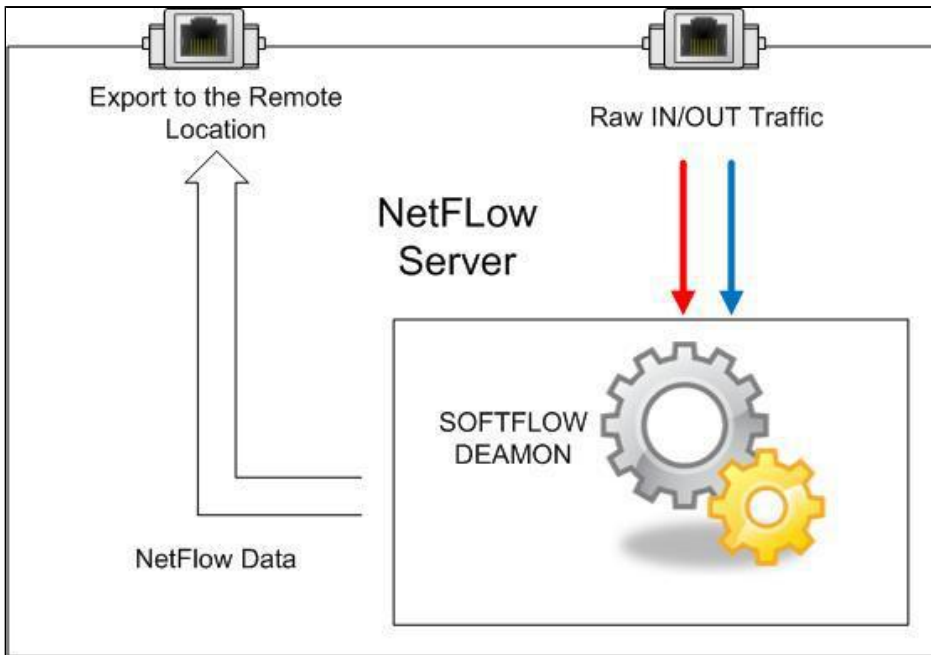 Export to the Remote
Location
Raw IN/OUT Traffic
NetFLow
Server
SOFTFLOW
DEAMON
NetFlow Data